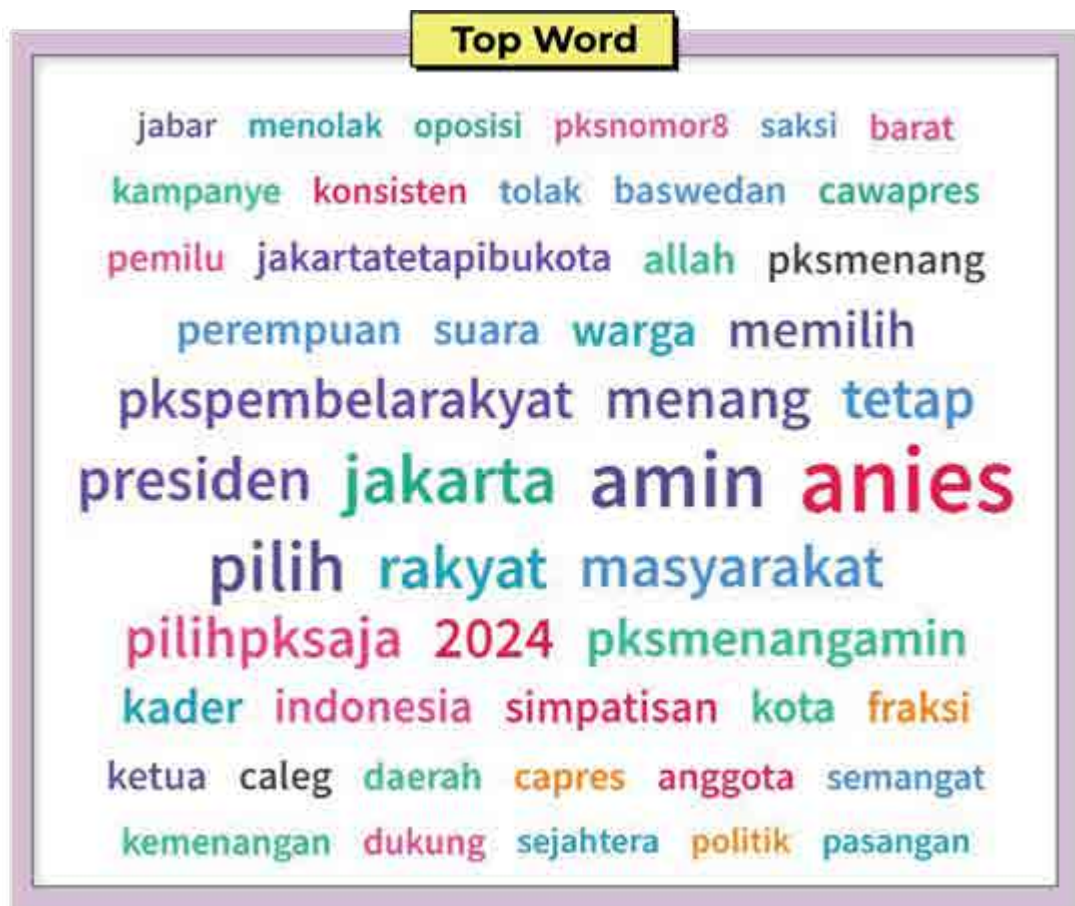 Top Word
jabar menolak oposisi pksnomor8 saksi barat
kampanye konsisten tolak baswedan cawapres
pemilu jakartatetapibukota allah pksmenang
perempuan suara warga memilih
pkspembelarakyat menang tetap
presiden jakarta amin anies
pilih rakyat masyarakat
pilihpksaja 2024 pksmenangamin
kader indonesia simpatisan kota fraksi
ketua caleg daerah capres anggota semangat
kemenangan dukung sejahtera politik pasangan